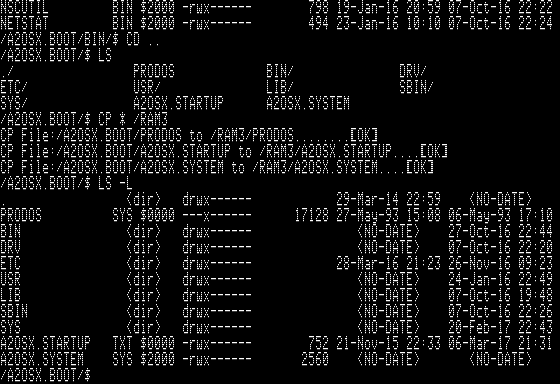 NSCUTIL BIN $2000 -rwx------ 798 19-Jan-16 20:59 07-Oct-16 22:22
NETSTAT BIN $2000 -rwx------ 494 23-Jan-16 10:10 07-Oct-16 22:24
/A2OSX.BOOT/BIN/$ CD ..
/A2OSX.BOOT/$ LS
./ PRODOS BIN/ DRV/
ETC/ USR/ LIB/ SBIN/
SYS/ A2OSX.STARTUP A2OSX.SYSTEM
/A2OSX.BOOT/$ CP * /RAM3
CP File:/A2OSX.BOOT/PRODOS to /RAM3/PRODOS........[OK]
CP File:/A2OSX.BOOT/A2OSX.STARTUP to /RAM3/A2OSX.STARTUP....[OK]
CP File:/A2OSX.BOOT/A2OSX.SYSTEM to /RAM3/A2OSX.SYSTEM....[OK]
/A2OSX.BOOT/$ LS -L
. <dir> drwx------ 29-Mar-14 22:59 <NO-DATE>
PRODOS SYS $0000 ---x------ 17128 27-May-93 15:08 06-May-93 17:10
BIN <dir> drwx------ <NO-DATE> 27-Oct-16 22:44
DRV <dir> drwx------ <NO-DATE> 07-Oct-16 22:20
ETC <dir> drwx------ 28-Mar-16 21:23 26-Nov-16 09:23
USR <dir> drwx------ <NO-DATE> 24-Jan-16 22:49
LIB <dir> drwx------ <NO-DATE> 07-Oct-16 19:48
SBIN <dir> drwx------ <NO-DATE> 07-Oct-16 22:26
SYS <dir> drwx------ <NO-DATE> 20-Feb-17 22:43
A2OSX.STARTUP TXT $0000 -rwx------ 752 21-Nov-15 22:33 06-Mar-17 21:31
A2OSX.SYSTEM SYS $2000 -rwx------ 2560 <NO-DATE> <NO-DATE>
/A2OSX.BOOT/$